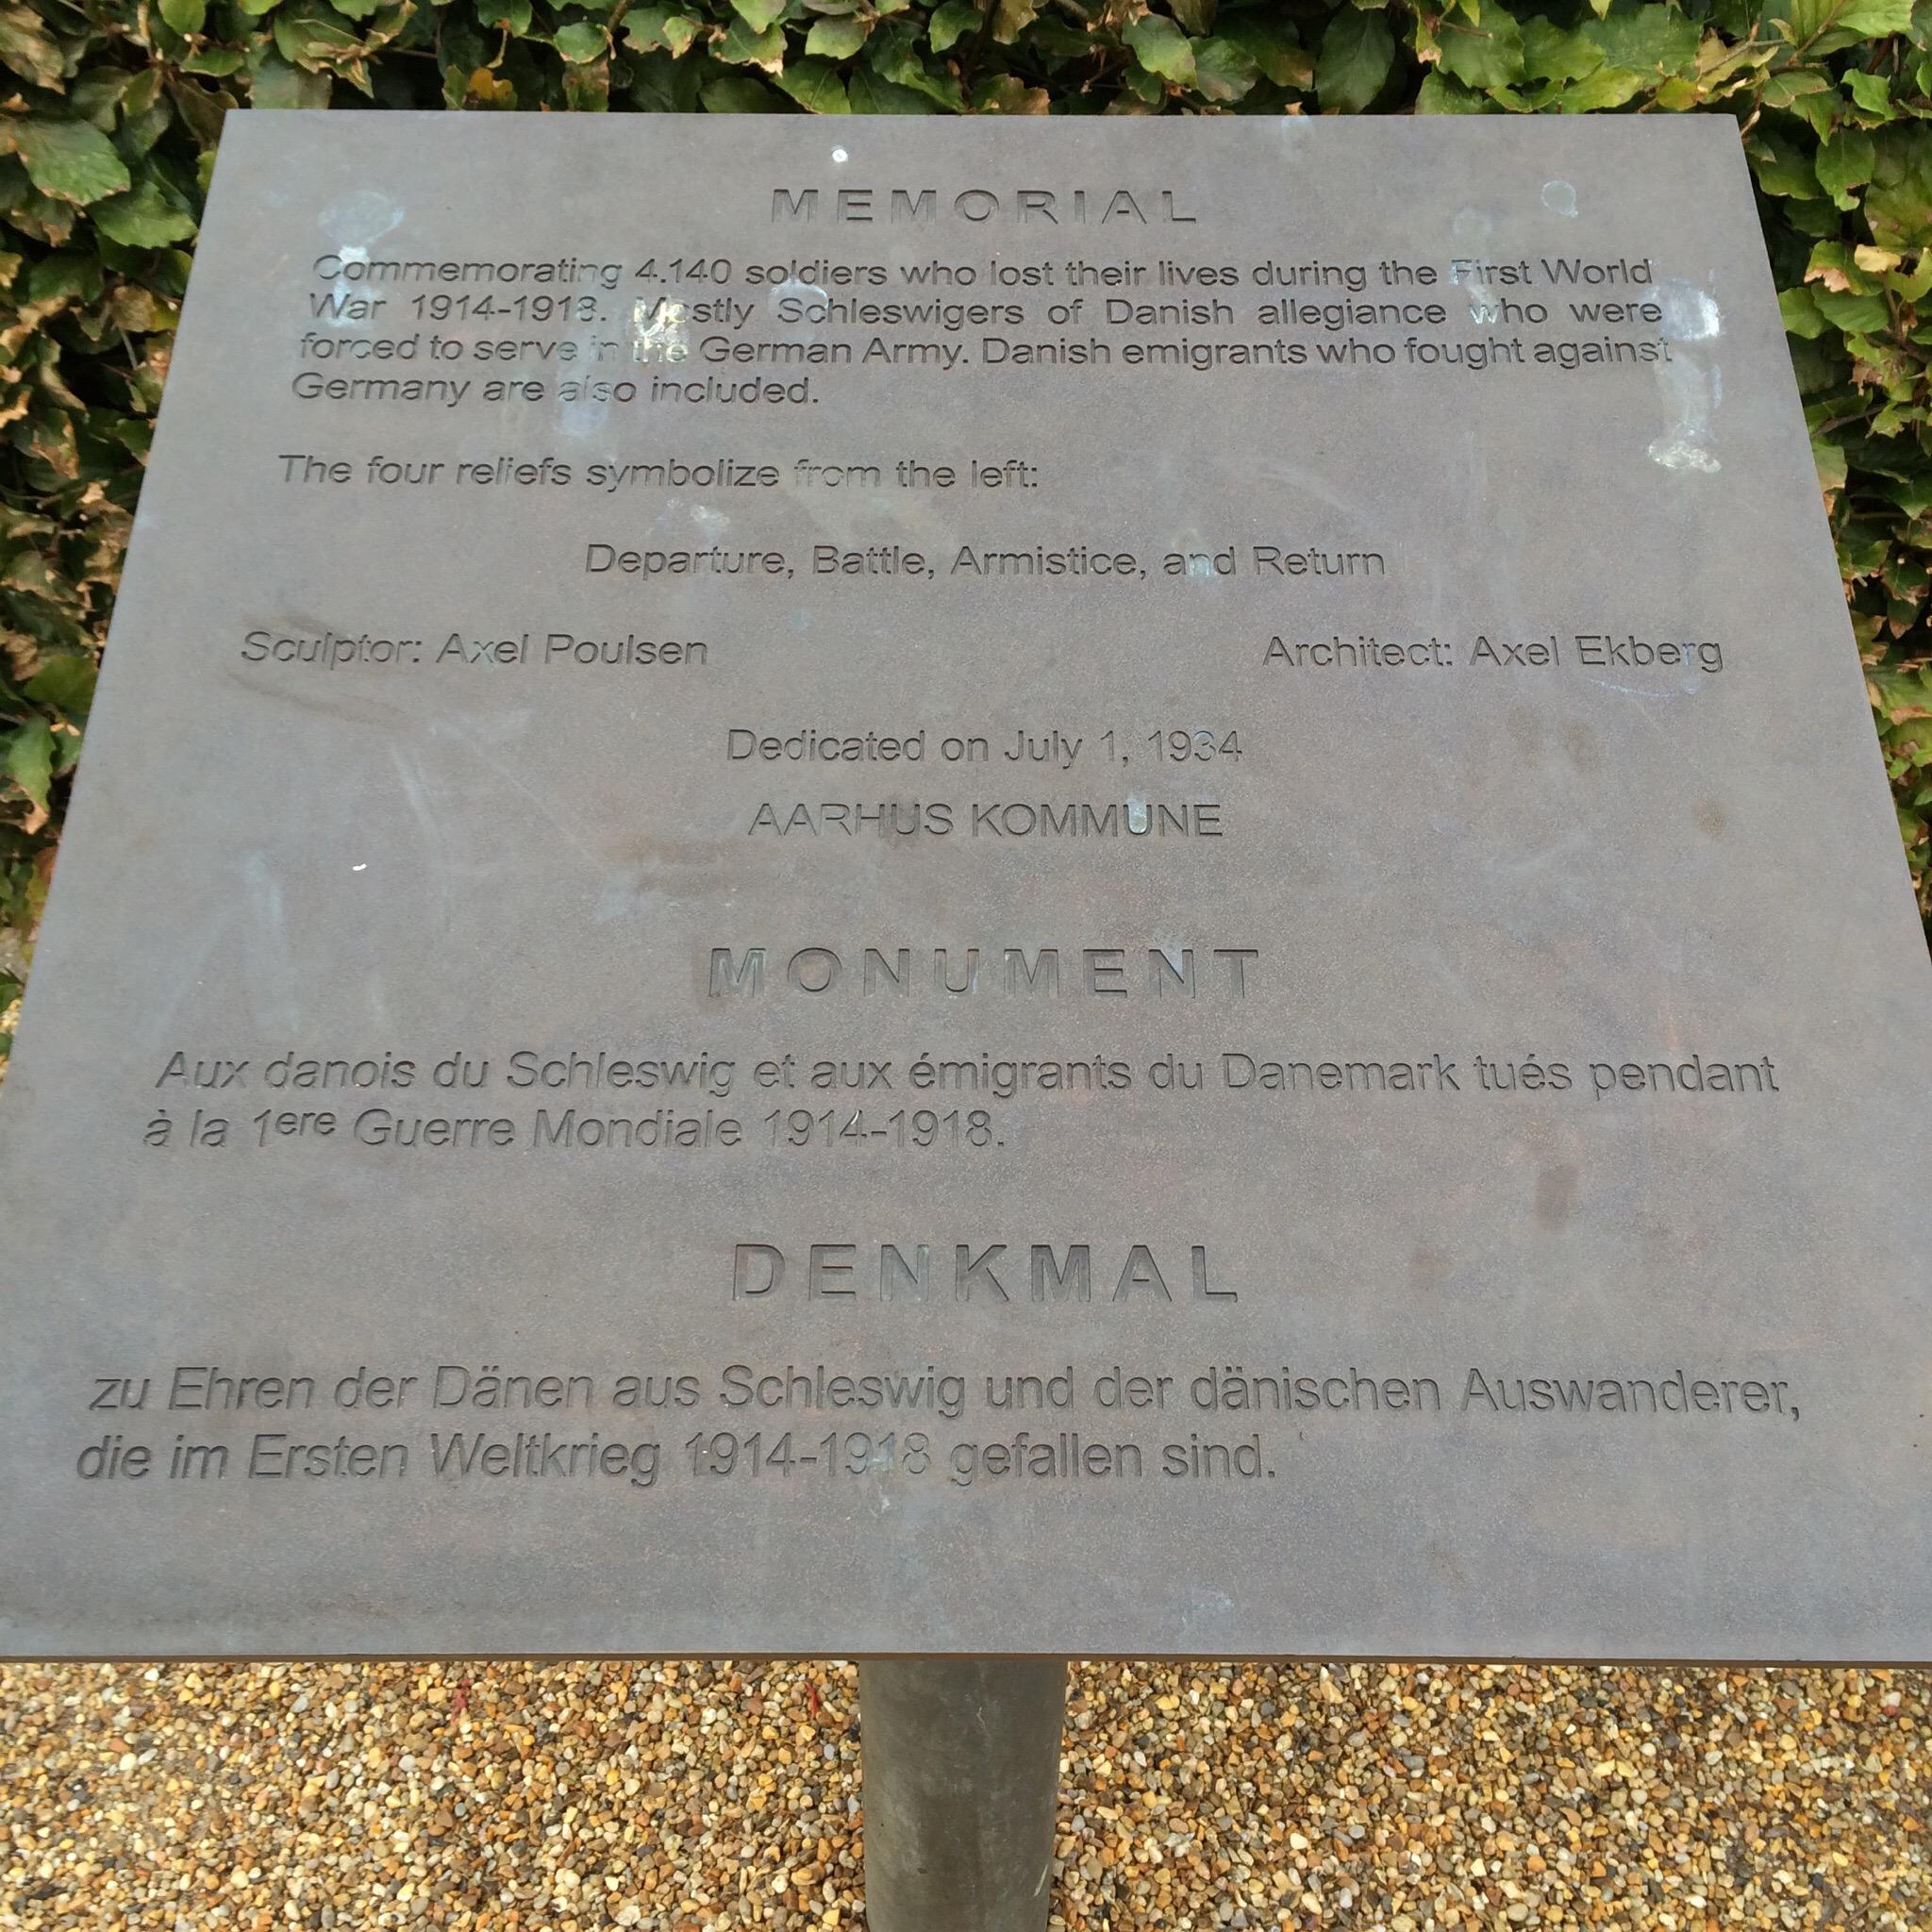 MEMORIAL
Commemorating 4.140 soldiers who lost their lives during the First World
War 1914-1918. Mostly Schleswigers of Danish allegiance who were
forced to serve in the German Army. Danish emigrants who fought against
Germany are also included.
The four reliefs symbolize from the left:
Departure, Battle, Armistice, and Return
Sculptor: Axel Poulsen Architect: Axel Ekberg
Dedicated on July 1, 1934
AARHUS KOMMUNE
MONUMENT
Aux danois du Schleswig et aux émigrants du Danemark tués pendant
à la 1ere Guerre Mondiale 1914-1918.
DENKMAL
zu Ehren der Dänen aus Schleswig und der dänischen Auswanderer,
die im Ersten Weltkrieg 1914-1918 gefallen sind.